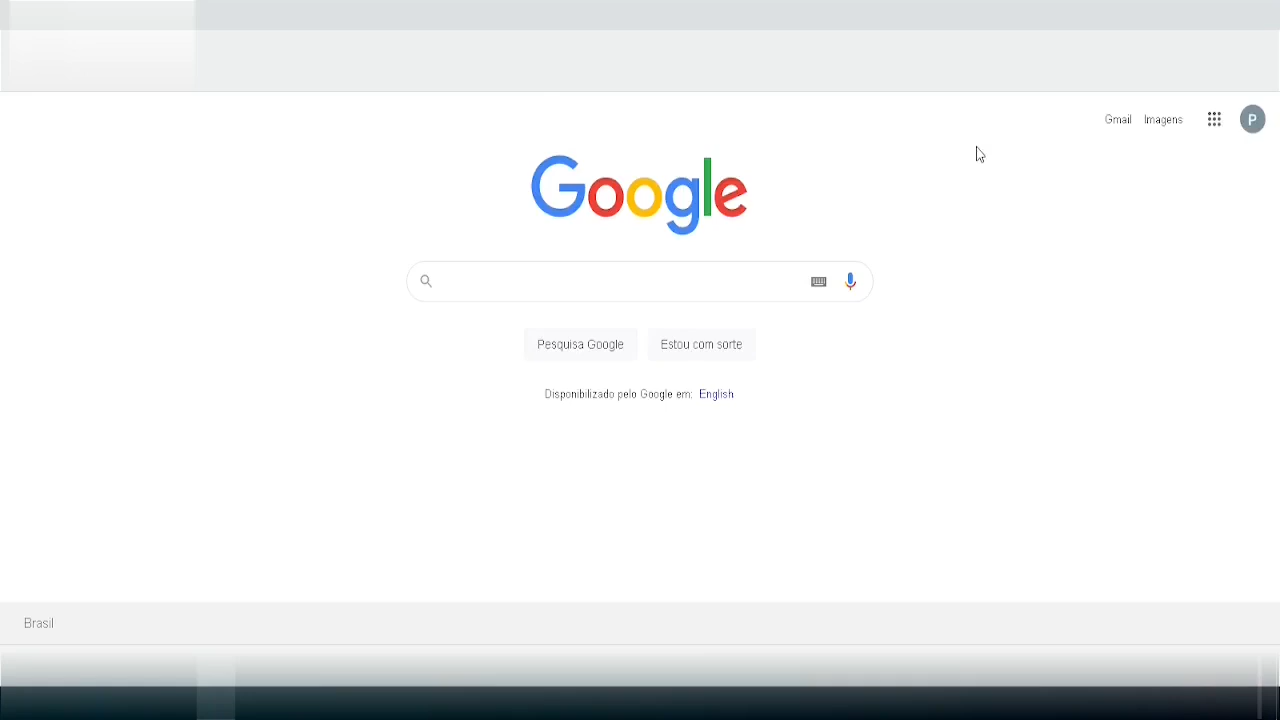 Gmail Imagens
P
Google
Pesquisa Google Estou com sorte
Disponibilizado pelo Google em: English
Brasil